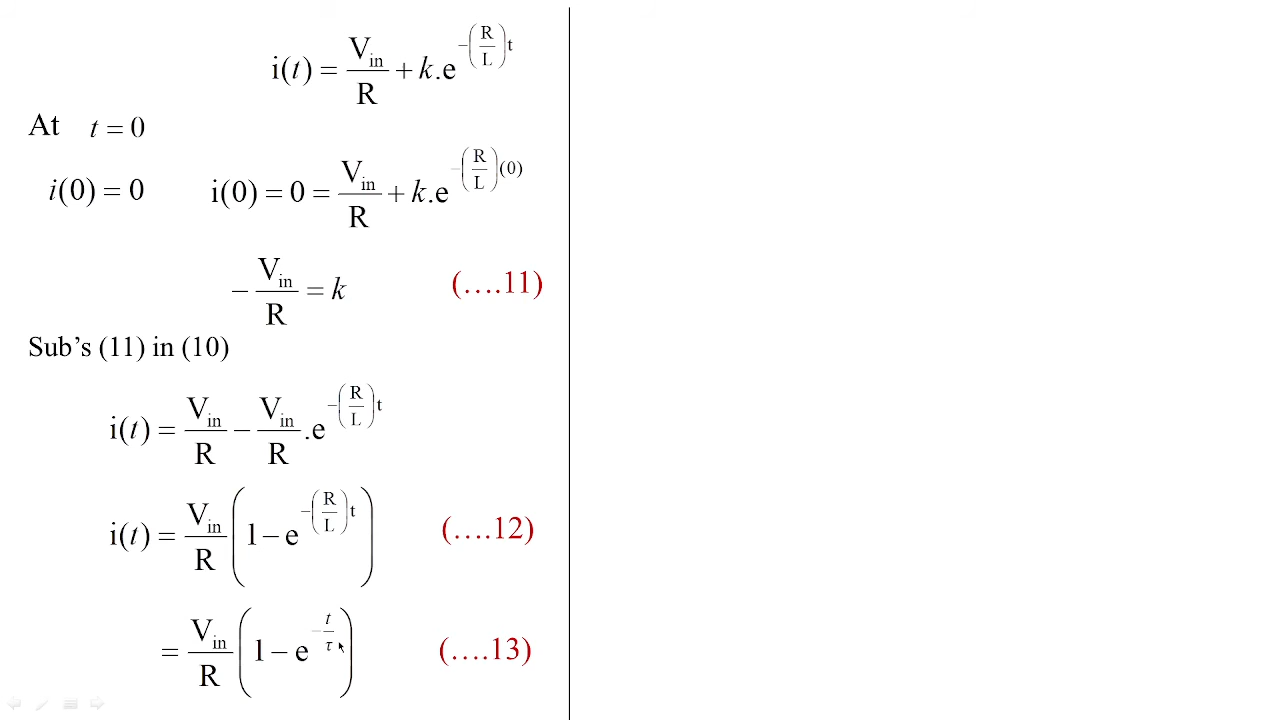 i(t) = V_in/R + k.e^{-(R/L)t}
At t = 0
i(0) = 0 i(0) = 0 = V_in/R + k.e^{-(R/L)(0)}
- V_in/R = k (....11)
Sub's (11) in (10)
i(t) = V_in/R - V_in/R .e^{-(R/L)t}
i(t) = V_in/R (1 - e^{-(R/L)t}) (....12)
= V_in/R (1 - e^{-t/τ}) (....13)